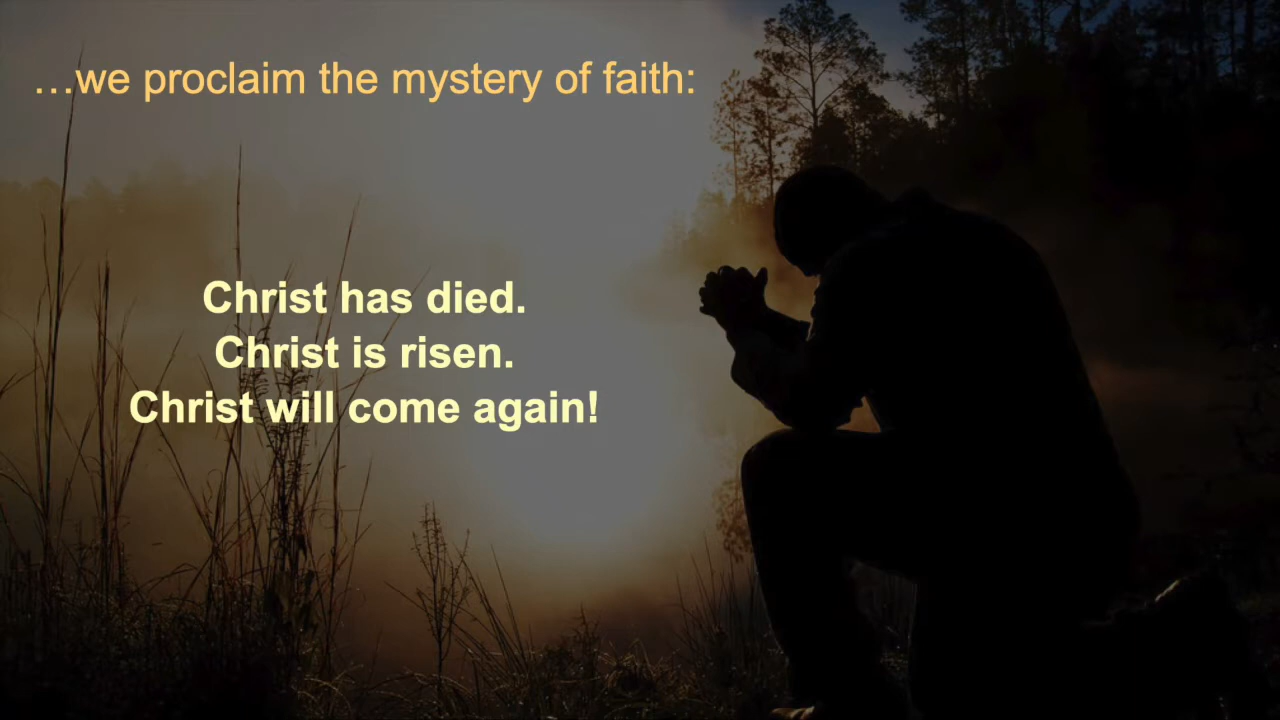 …we proclaim the mystery of faith:
Christ has died.
Christ is risen.
Christ will come again!